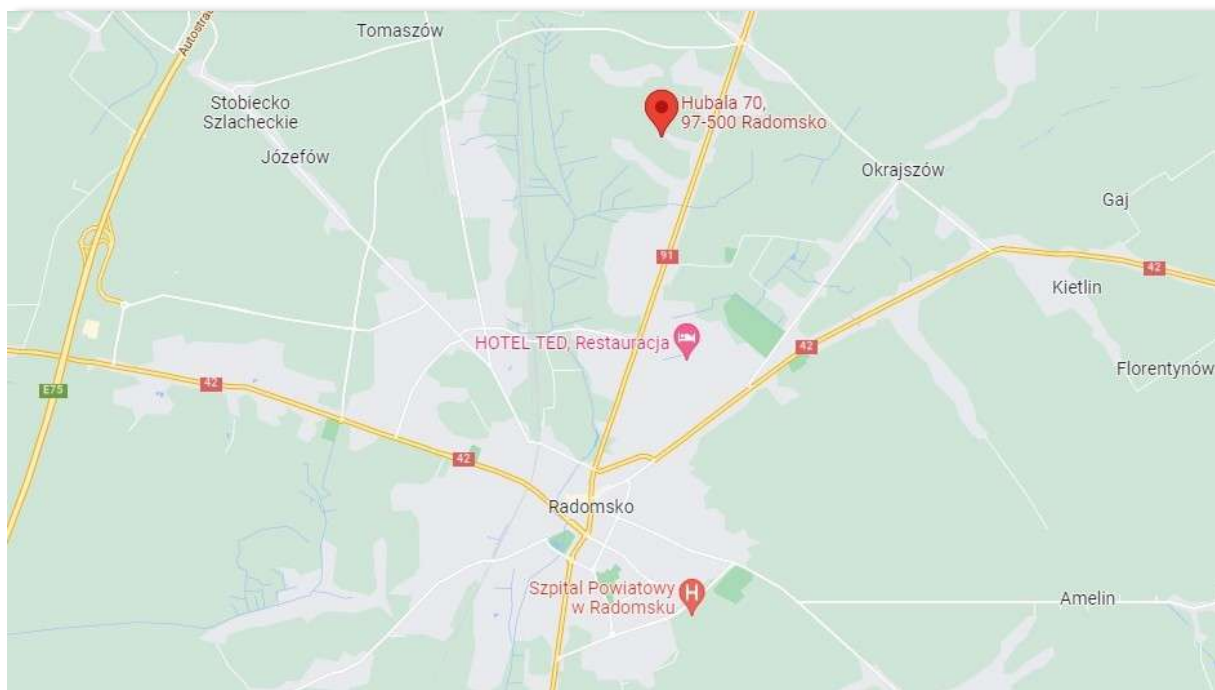 Autostrad
Tomaszów
Stobiecko
Szlacheckie
Józefów
Hubala 70,
97-500 Radomsko
Okrajszów
Gaj
91
42
Kietlin
HOTEL TED, Restauracja
42
Florentynów
E75
42
42
Radomsko
Szpital Powiatowy
w Radomsku
H
Amelin